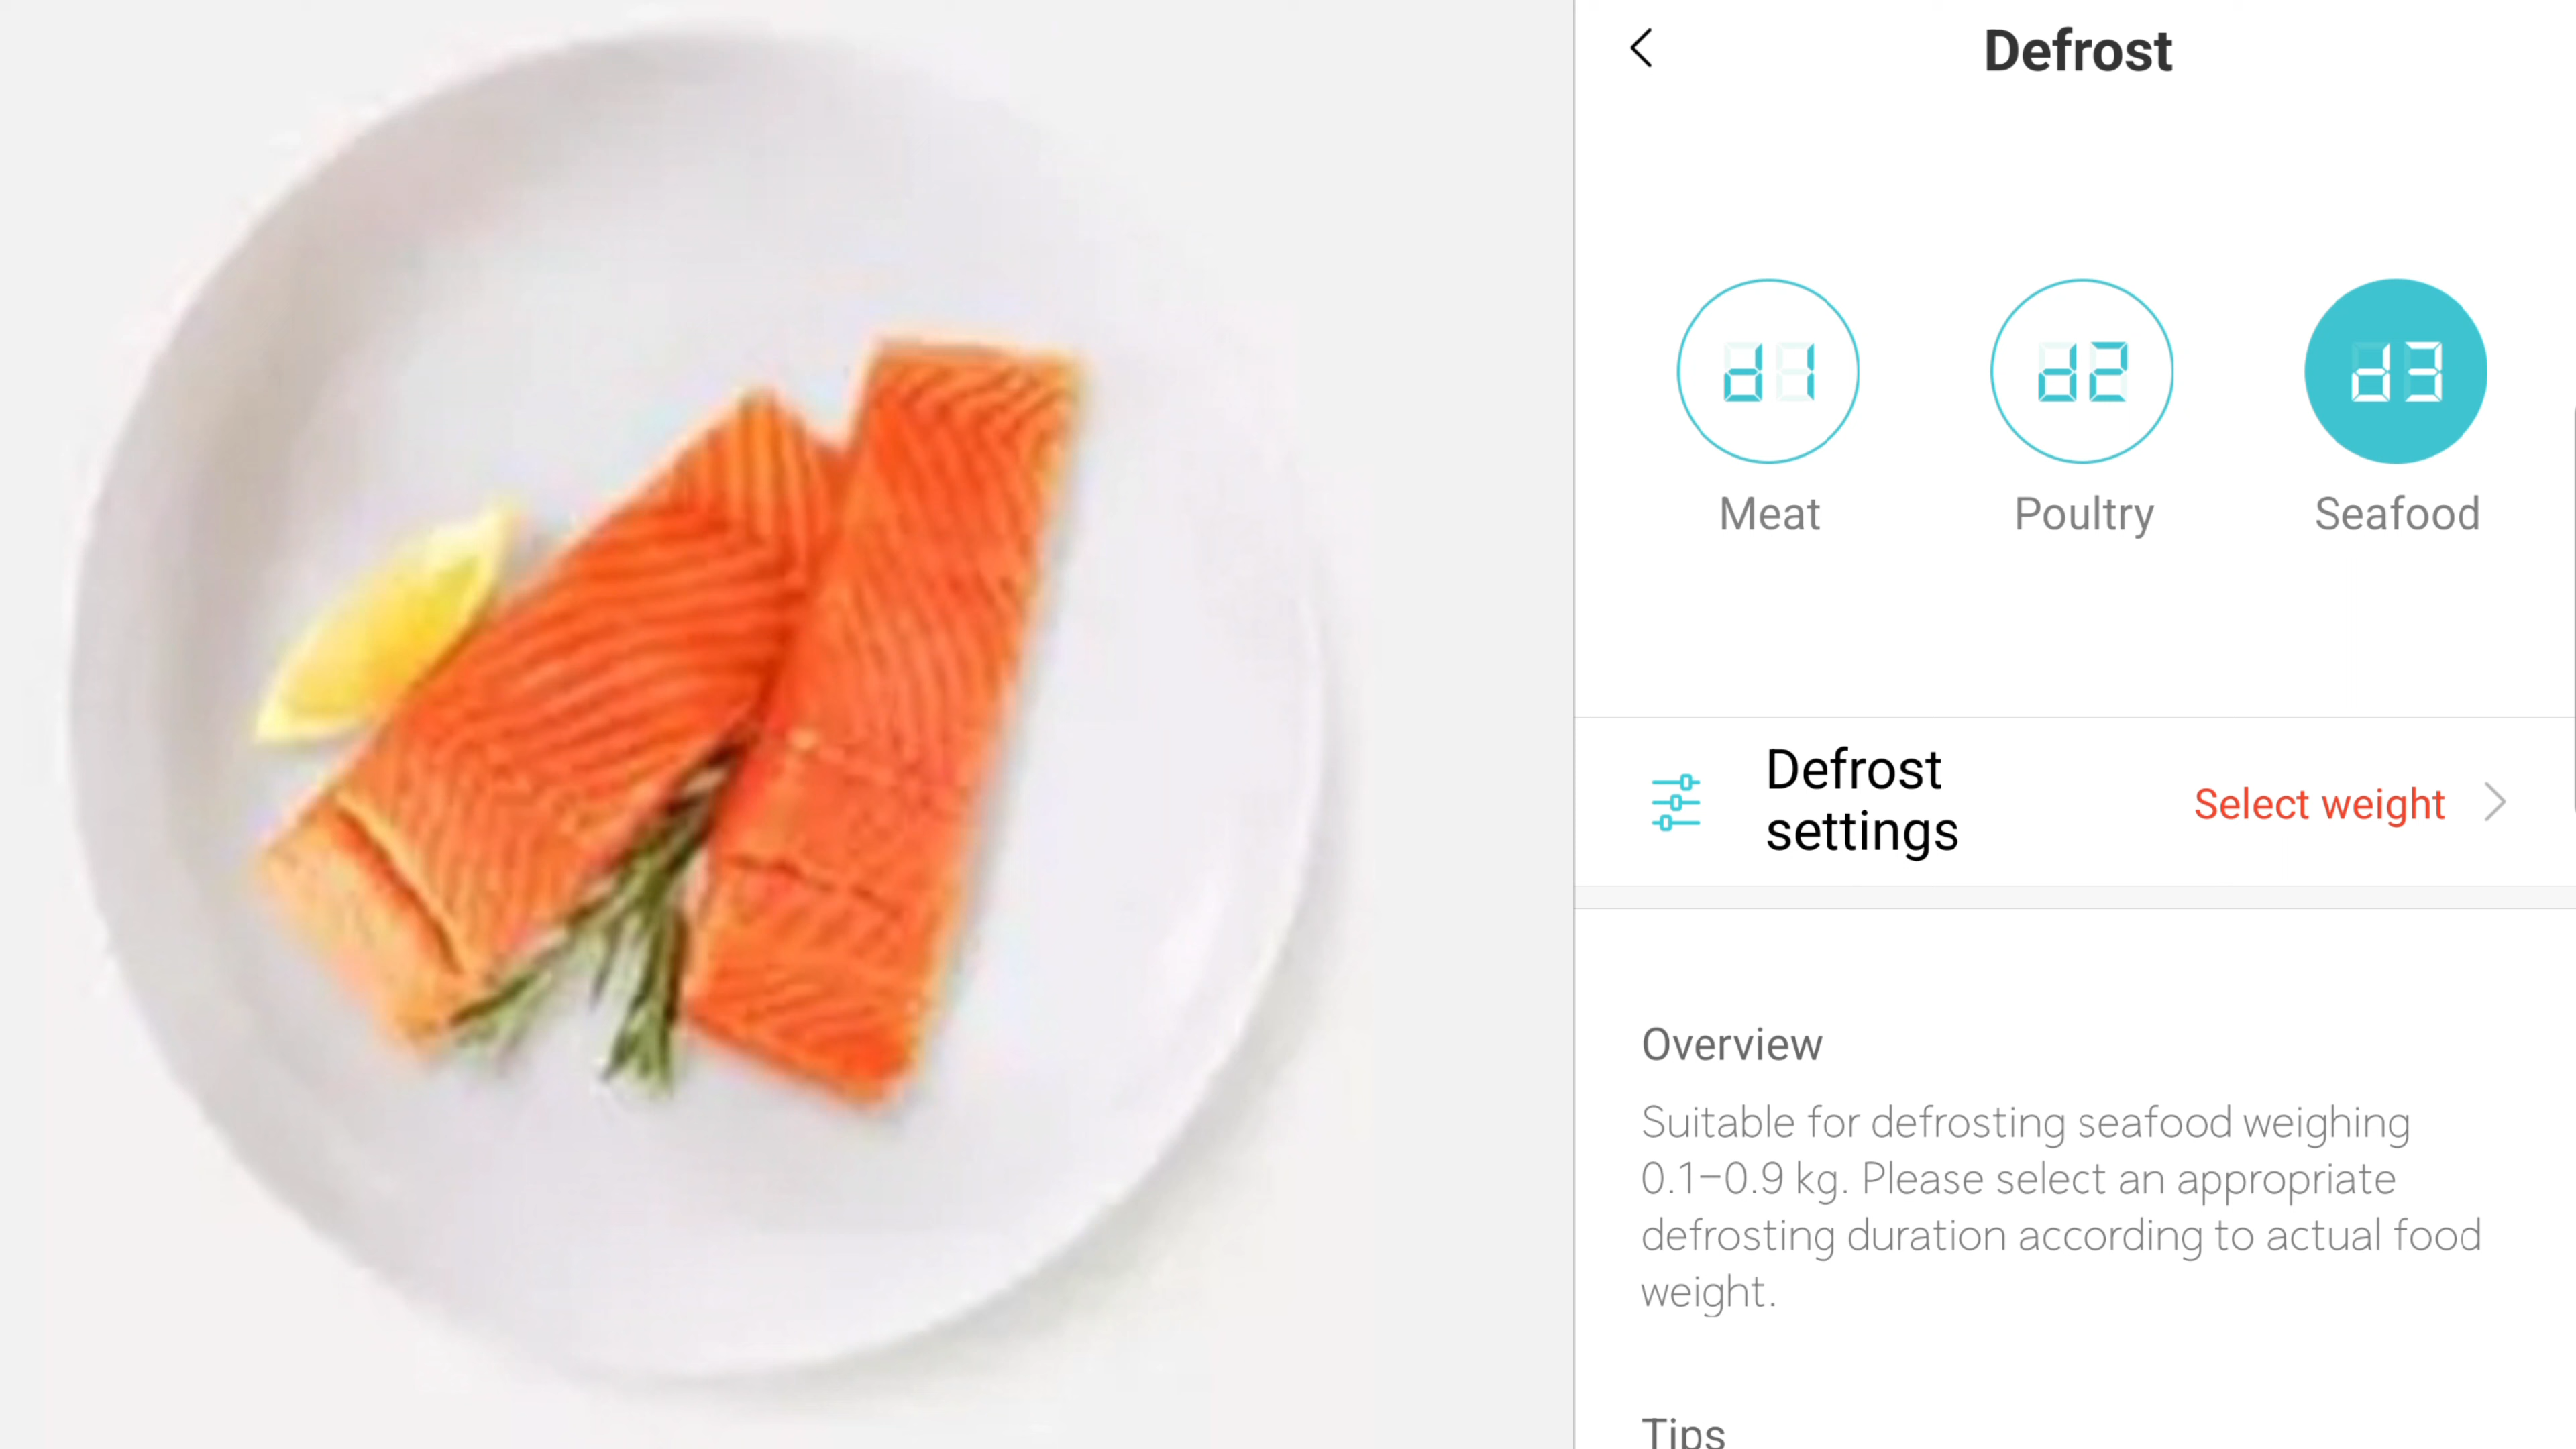 Defrost
d1 d2 d3
Meat Poultry Seafood
Defrost
settings
Select weight
Overview
Suitable for defrosting seafood weighing
0.1–0.9 kg. Please select an appropriate
defrosting duration according to actual food
weight.
Tips